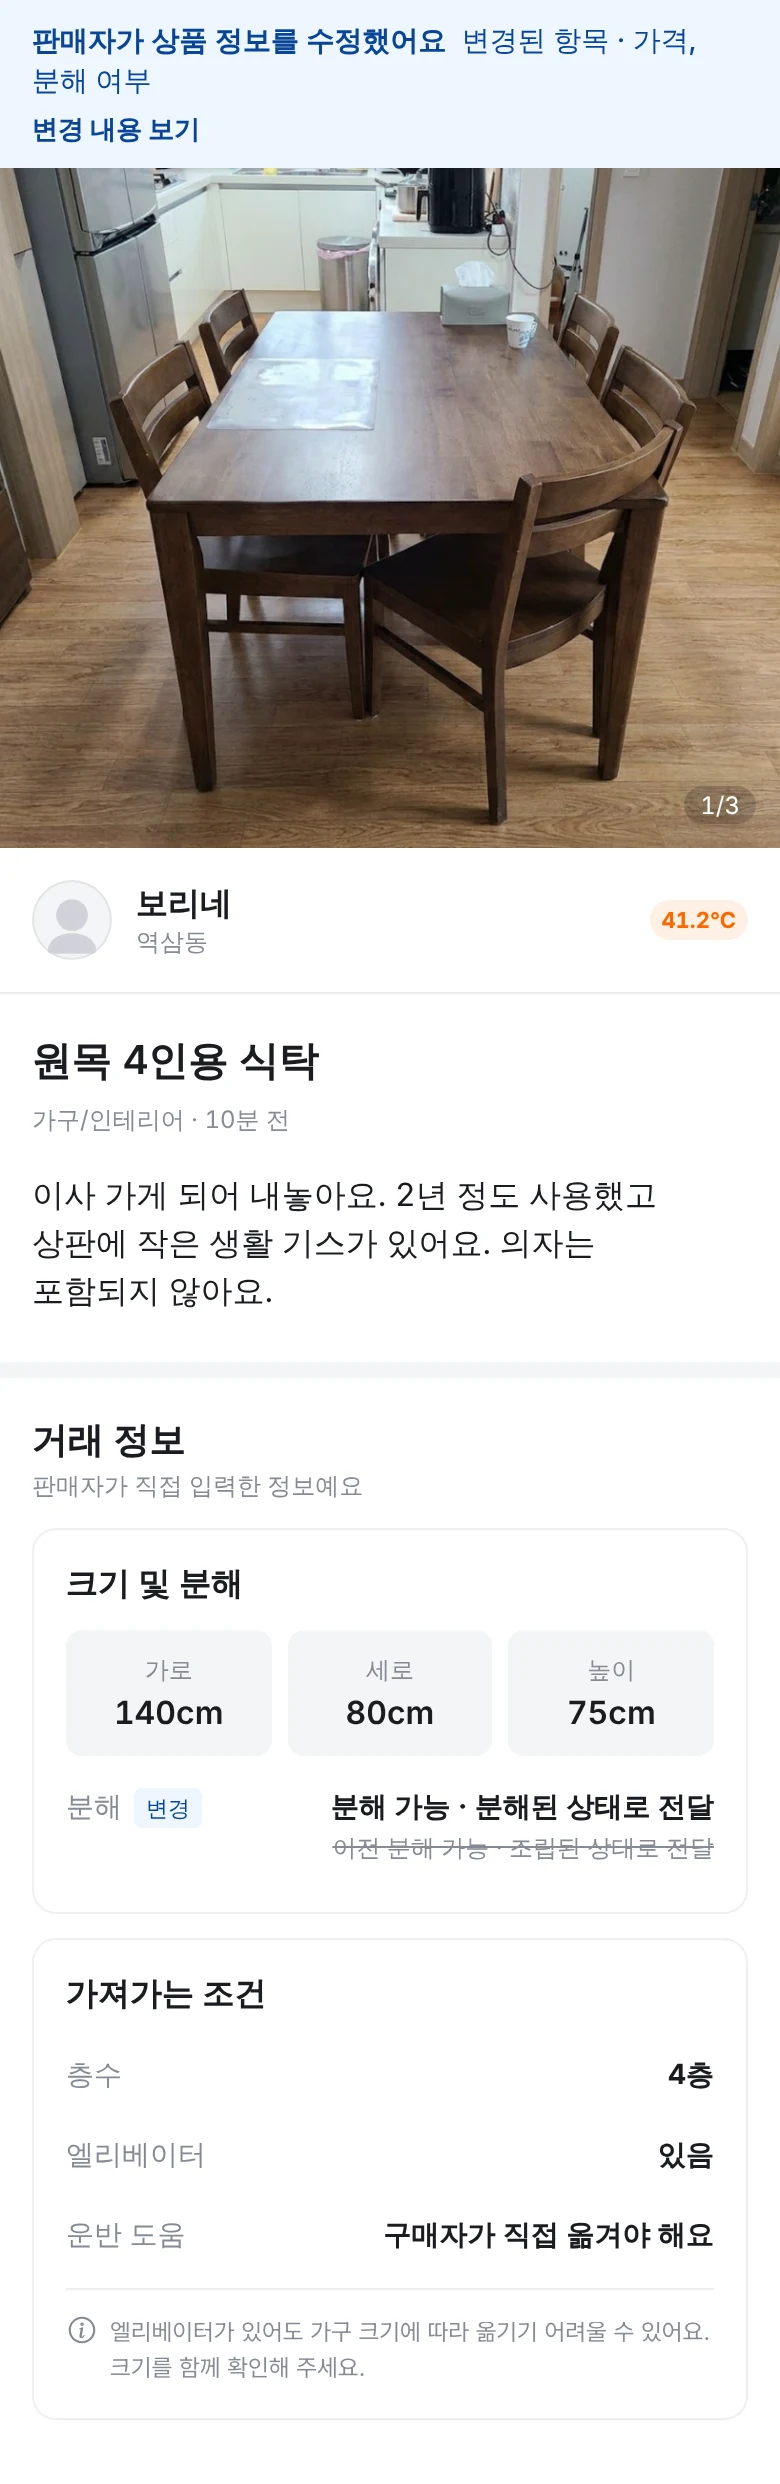 판매자가 상품 정보를 수정했어요 변경된 항목 · 가격,
분해 여부
변경 내용 보기
1/3
보리네
역삼동
41.2°C
원목 4인용 식탁
가구/인테리어 · 10분 전
이사 가게 되어 내놓아요. 2년 정도 사용했고
상판에 작은 생활 기스가 있어요. 의자는
포함되지 않아요.
거래 정보
판매자가 직접 입력한 정보예요
크기 및 분해
가로 세로 높이
140cm 80cm 75cm
분해 변경 분해 가능 · 분해된 상태로 전달
이전 분해 가능 · 조립된 상태로 전달
가져가는 조건
층수 4층
엘리베이터 있음
운반 도움 구매자가 직접 옮겨야 해요
엘리베이터가 있어도 가구 크기에 따라 옮기기 어려울 수 있어요.
크기를 함께 확인해 주세요.